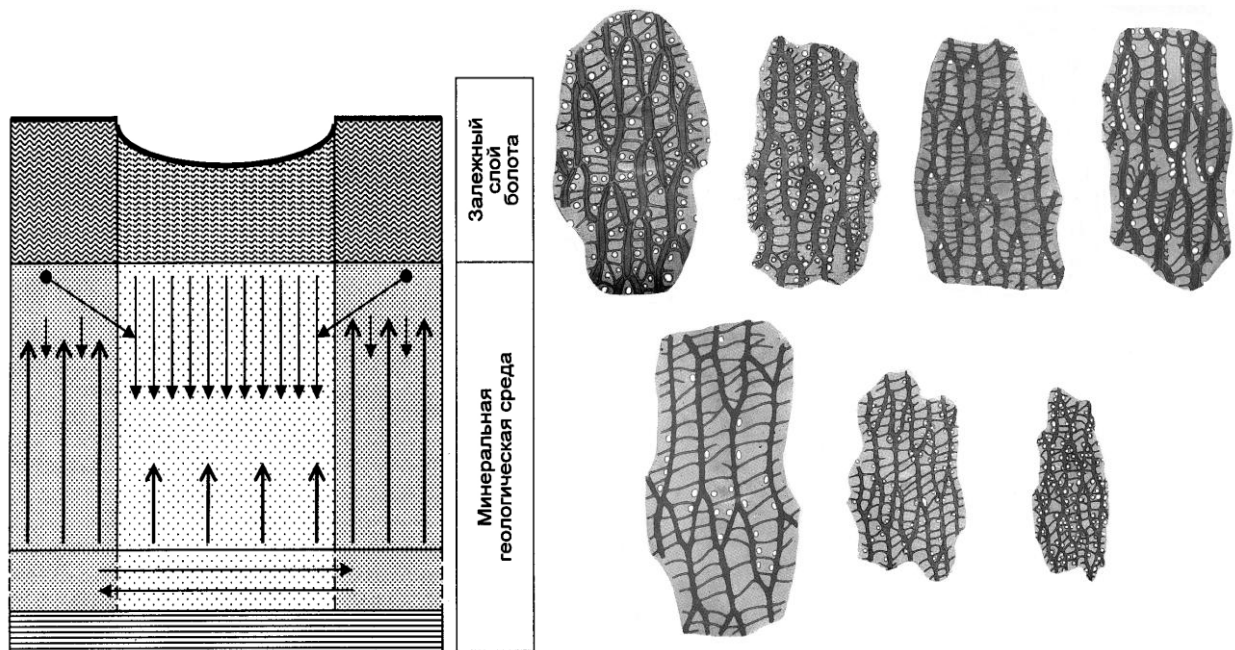 Залежный
слой
болота
Минеральная
геологическая среда